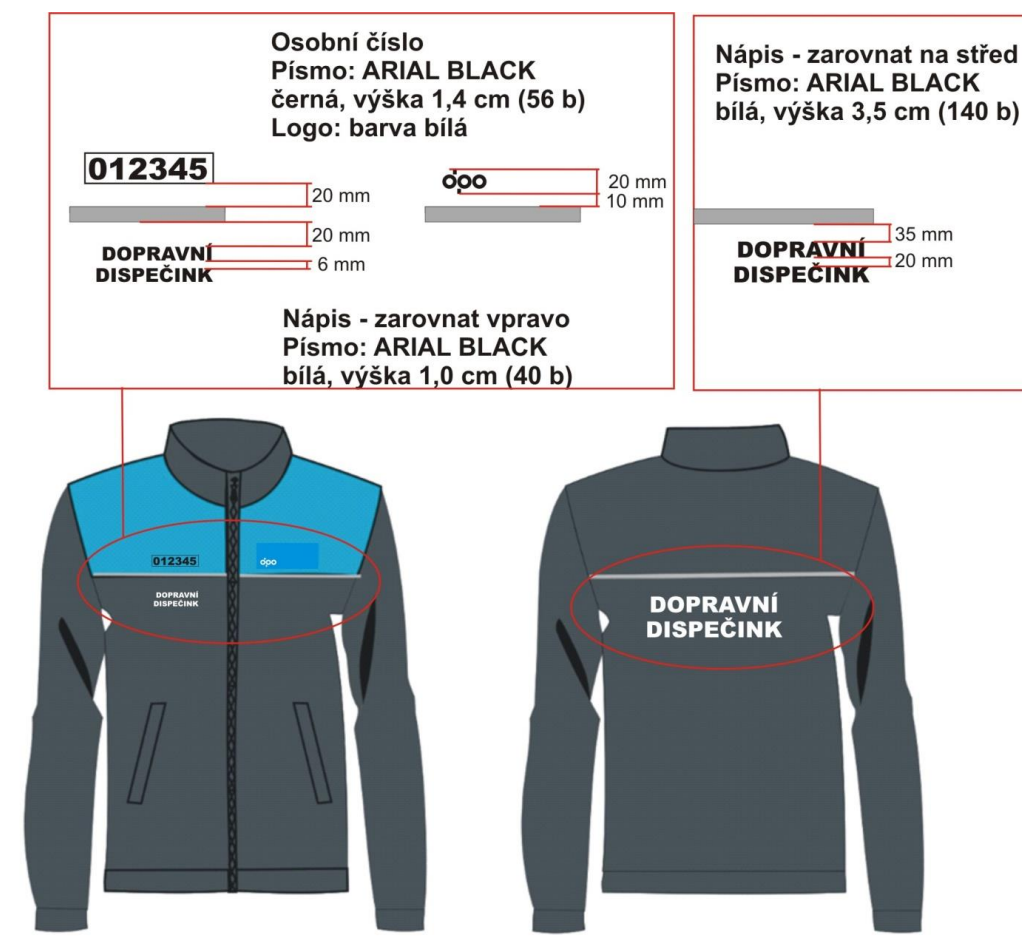 Osobní číslo
Písmo: ARIAL BLACK
černá, výška 1,4 cm (56 b)
Logo: barva bílá
012345
20 mm
20 mm
6 mm
DOPRAVNÍ
DISPEČINK
dpo
20 mm
10 mm
Nápis - zarovnat vpravo
Písmo: ARIAL BLACK
bílá, výška 1,0 cm (40 b)
Nápis - zarovnat na střed
Písmo: ARIAL BLACK
bílá, výška 3,5 cm (140 b)
35 mm
20 mm
DOPRAVNÍ
DISPEČINK
012345
dpo
DOPRAVNÍ
DISPEČINK
DOPRAVNÍ
DISPEČINK